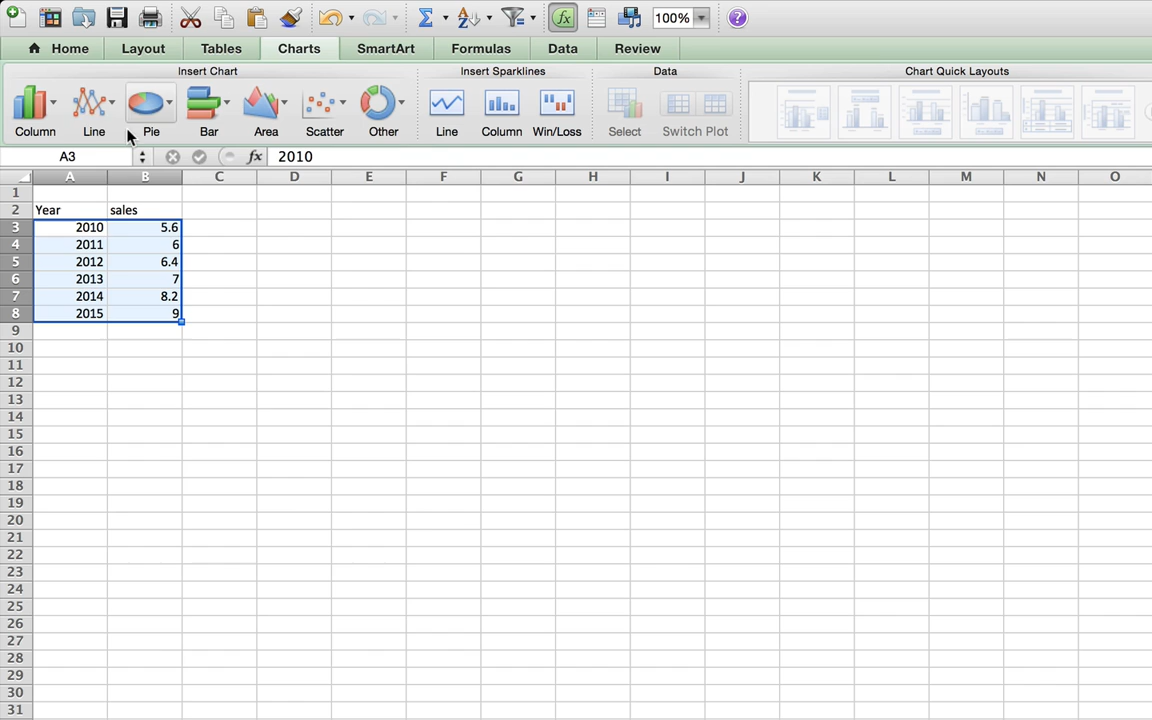 100%
Home Layout Tables Charts SmartArt Formulas Data Review
Insert Chart Insert Sparklines Data Chart Quick Layouts
Column Line Pie Bar Area Scatter Other Line Column Win/Loss Select Switch Plot
A3 fx 2010
A B C D E F G H I J K L M N O
1
2 Year sales
3 2010 5.6
4 2011 6
5 2012 6.4
6 2013 7
7 2014 8.2
8 2015 9
9
10
11
12
13
14
15
16
17
18
19
20
21
22
23
24
25
26
27
28
29
30
31